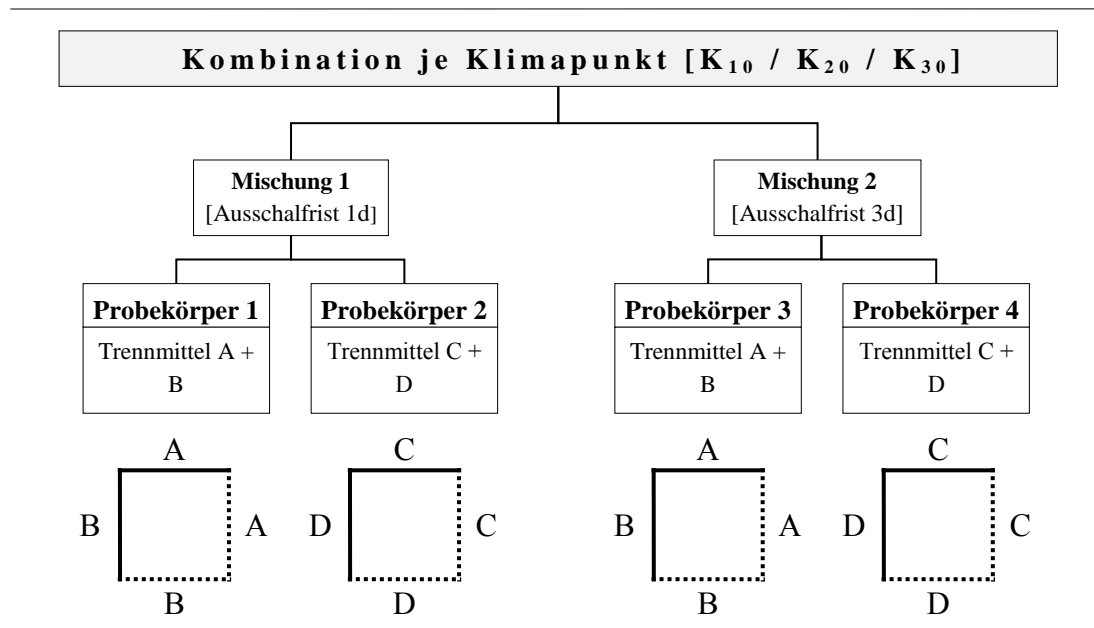 Kombination je Klimapunkt [K10 / K20 / K30]
Mischung 1
[Ausschalfrist 1d]
Mischung 2
[Ausschalfrist 3d]
Probekörper 1
Trennmittel A +
B
Probekörper 2
Trennmittel C +
D
Probekörper 3
Trennmittel A +
B
Probekörper 4
Trennmittel C +
D
A
B A
B
C
D C
D
A
B A
B
C
D C
D